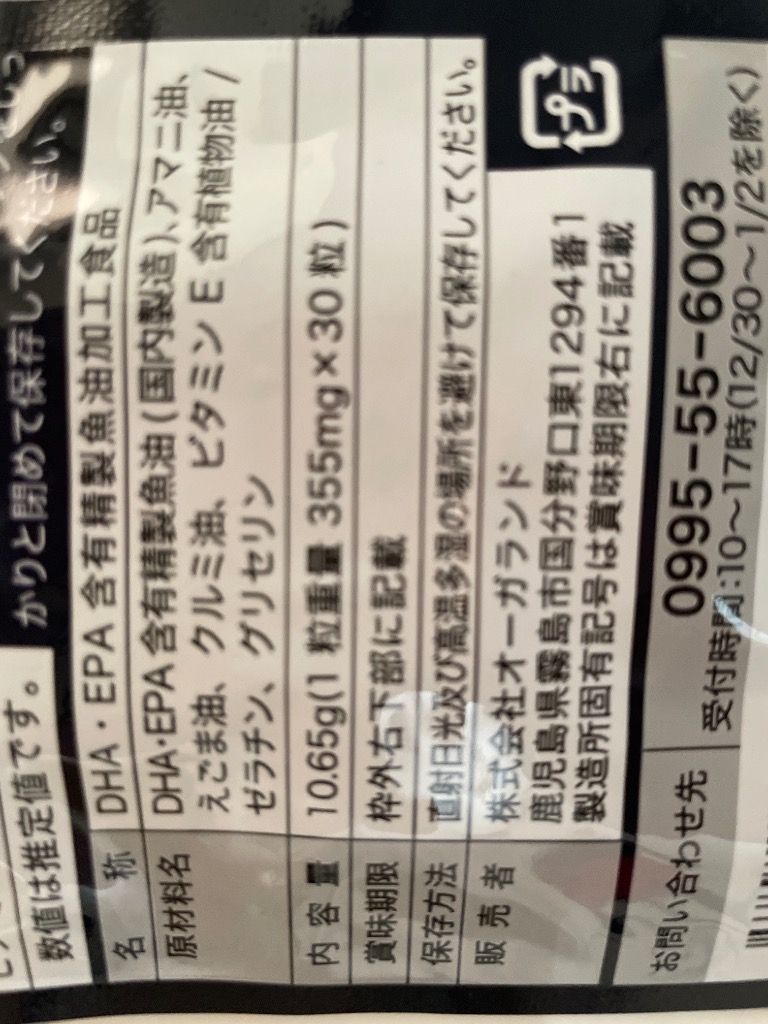 かりと閉めて保存してください。
数値は推定値です。
名 称 DHA・EPA 含有精製魚油加工食品
原材料名 DHA・EPA 含有精製魚油(国内製造)、アマニ油、
えごま油、クルミ油、ビタミン E 含有植物油 /
ゼラチン、グリセリン
内 容 量 10.65g(1 粒重量 355mg×30 粒)
賞味期限 枠外右下部に記載
保存方法 直射日光及び高温多湿の場所を避けて保存してください。
販 売 者 株式会社オーガランド
鹿児島県霧島市国分野口東1294番1
製造所固有記号は賞味期限右に記載
プラ
お問い合わせ先 0995-55-6003
受付時間:10〜17時(12/30〜1/2を除く)